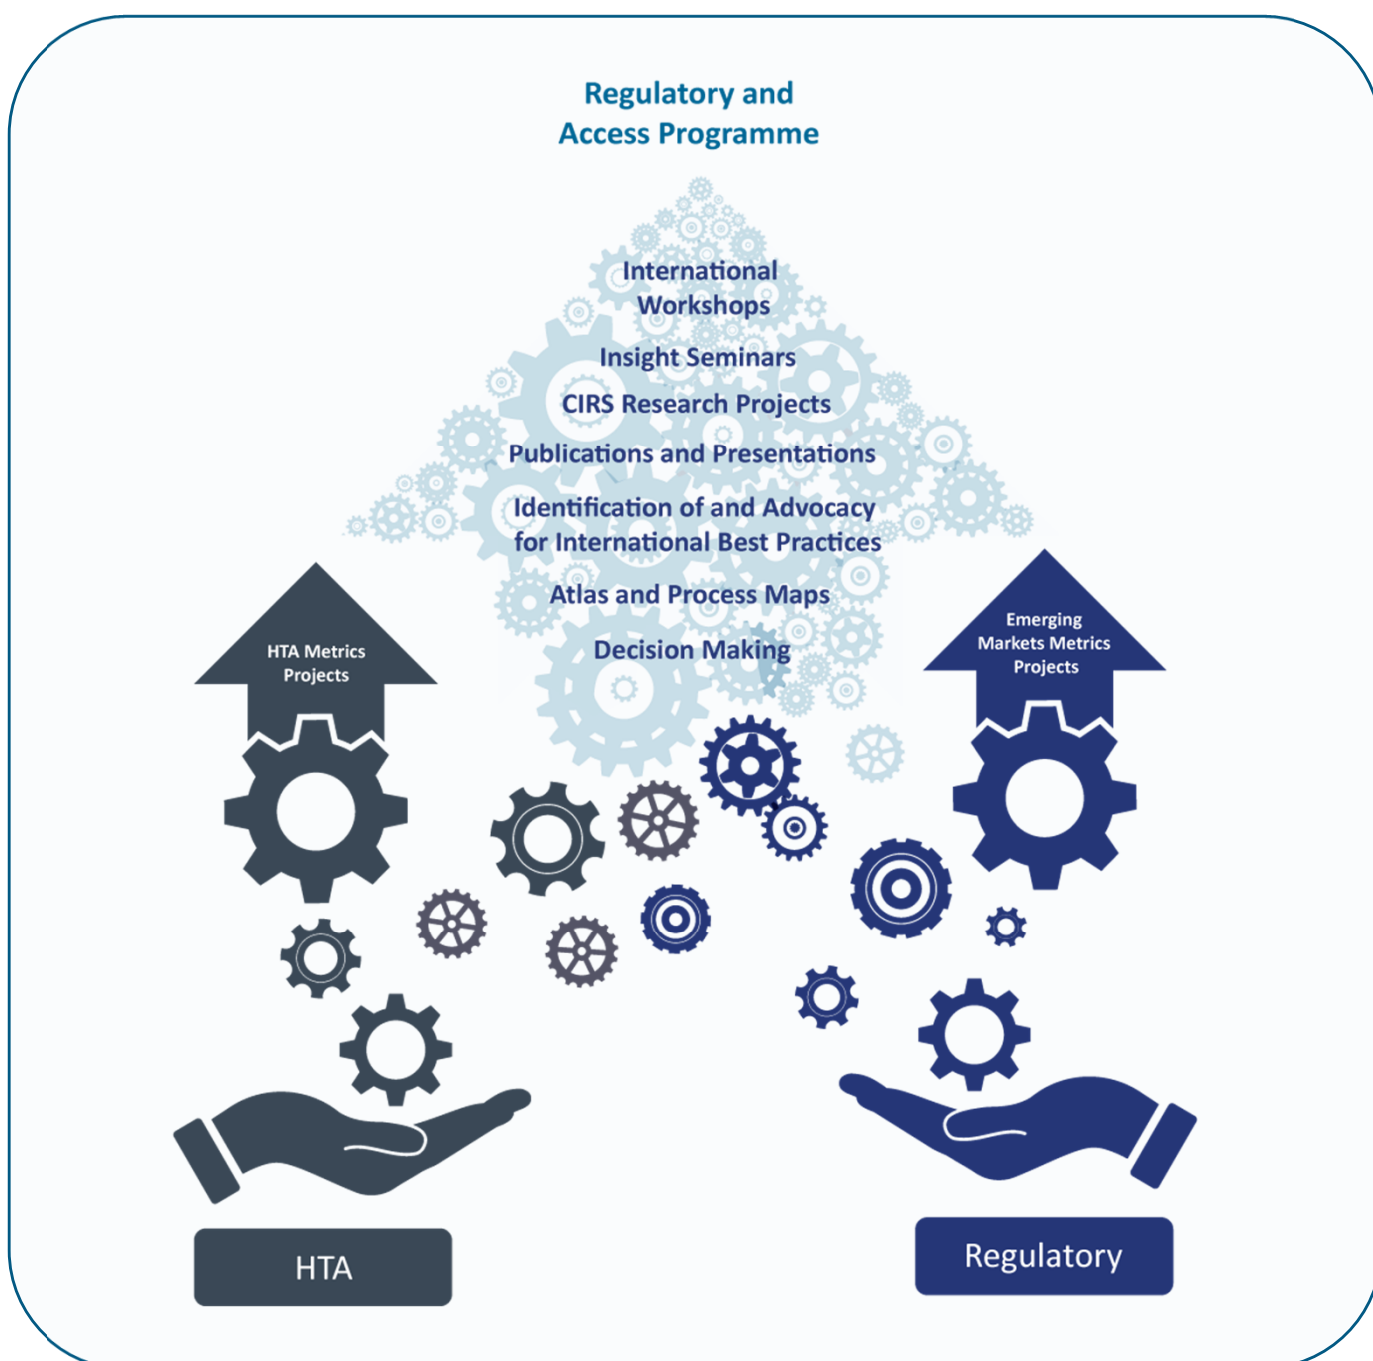 Regulatory and
Access Programme
International
Workshops
Insight Seminars
CIRS Research Projects
Publications and Presentations
Identification of and Advocacy
for International Best Practices
Atlas and Process Maps
Decision Making
HTA Metrics
Projects
Emerging
Markets Metrics
Projects
HTA
Regulatory